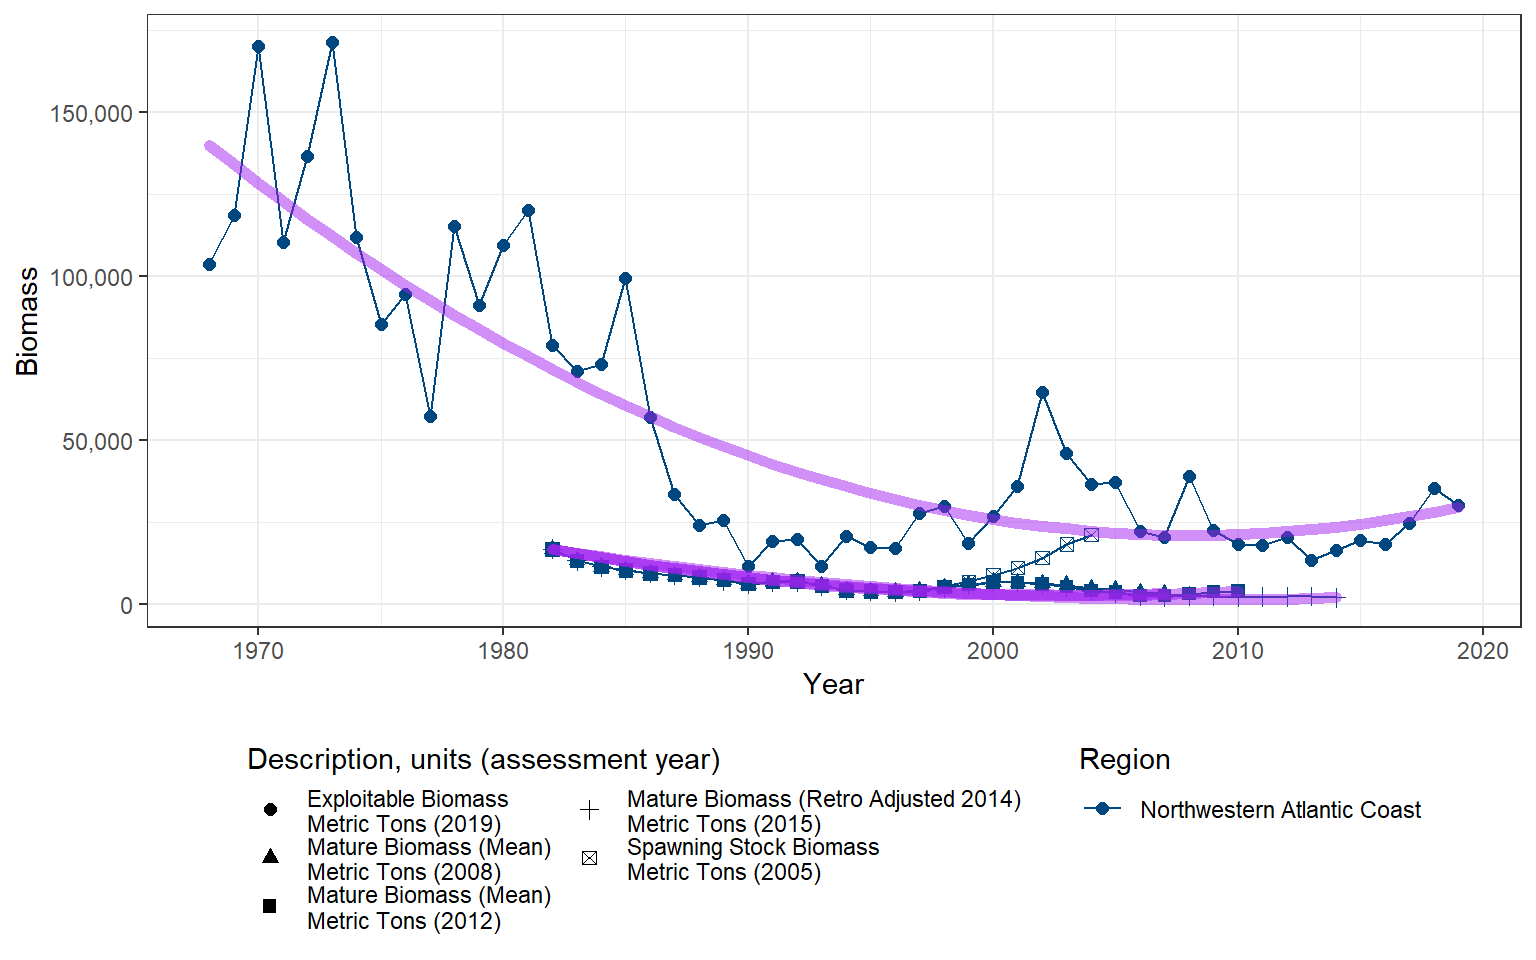 150,000
100,000
50,000
0
Biomass
1970 1980 1990 2000 2010 2020
Year
Description, units (assessment year)
Exploitable Biomass
Metric Tons (2019)
Mature Biomass (Mean)
Metric Tons (2008)
Mature Biomass (Mean)
Metric Tons (2012)
Mature Biomass (Retro Adjusted 2014)
Metric Tons (2015)
Spawning Stock Biomass
Metric Tons (2005)
Region
Northwestern Atlantic Coast